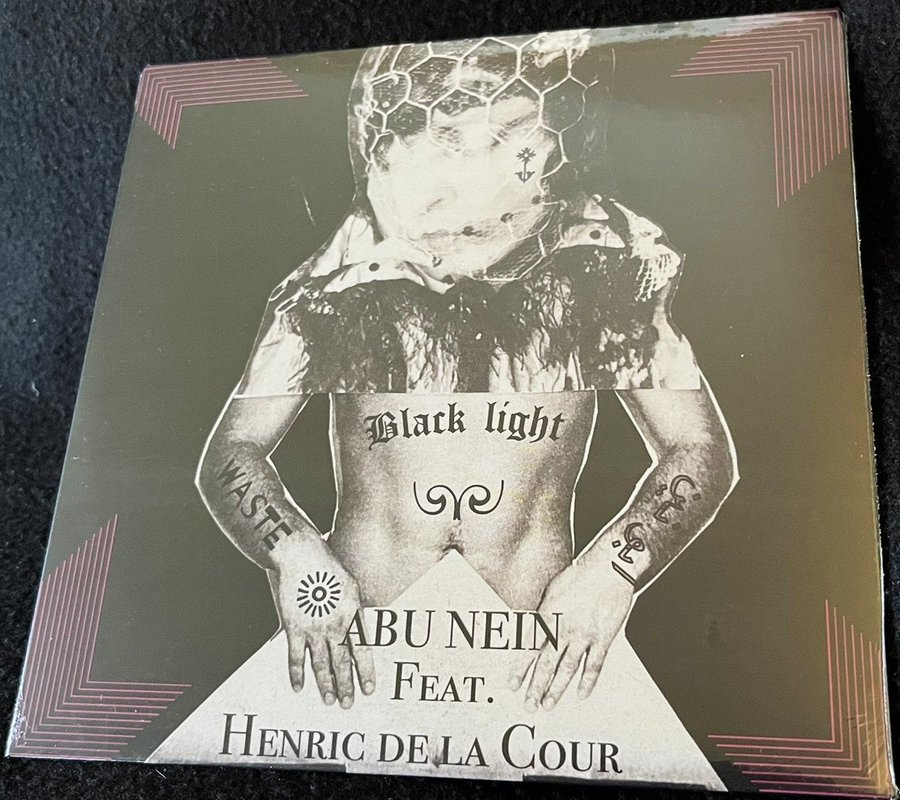 Black light
WASTE
ABU NEIN
FEAT.
HENRIC DE LA COUR